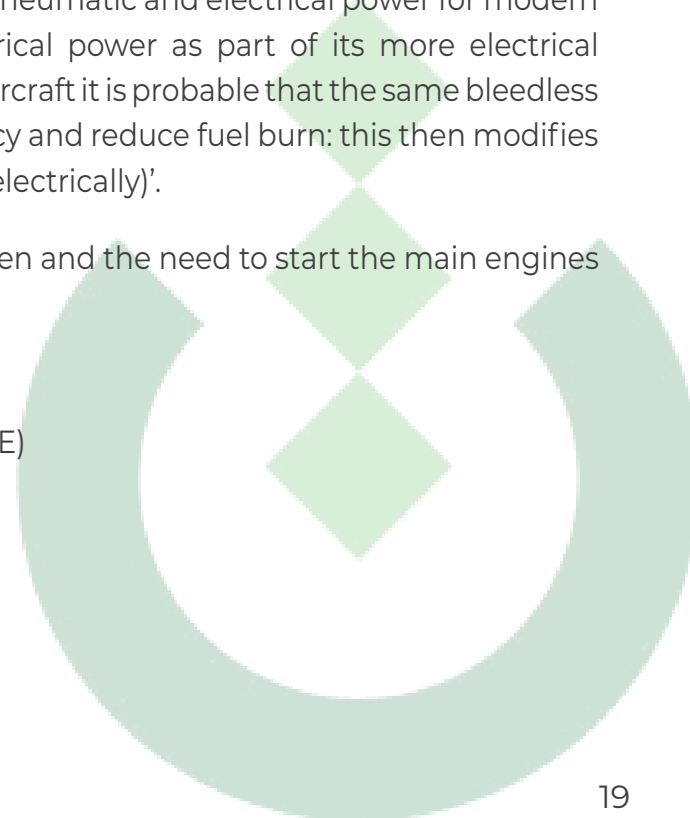 neumatic and electrical power for modern
rical power as part of its more electrical
rcraft it is probable that the same bleedless
cy and reduce fuel burn: this then modifies
electrically)'.
en and the need to start the main engines
E)
19